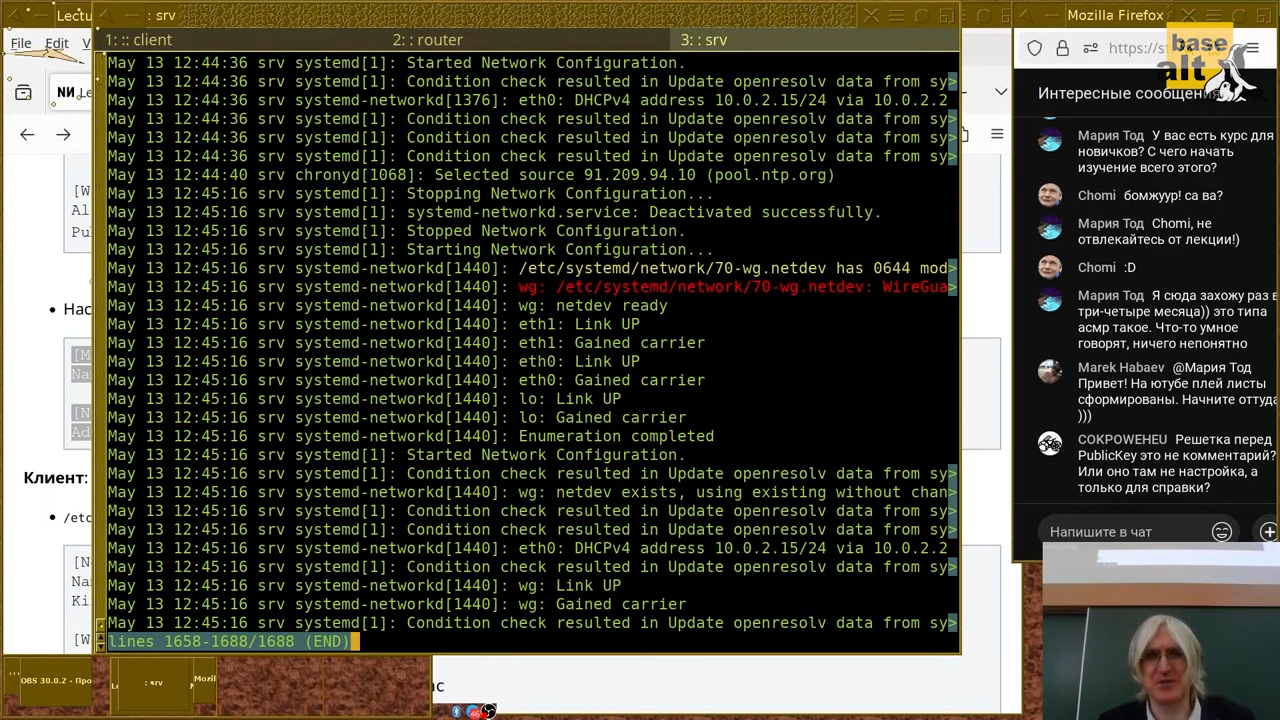 Lectu
: srv
Mozilla Firefox
File Edit
1: :: client
2: : router
3: : srv
https://s
base
alt
Интересные сообщения
May 13 12:44:36 srv systemd[1]: Started Network Configuration.
May 13 12:44:36 srv systemd[1]: Condition check resulted in Update openresolv data from sy>
May 13 12:44:36 srv systemd-networkd[1376]: eth0: DHCPv4 address 10.0.2.15/24 via 10.0.2.2
May 13 12:44:36 srv systemd[1]: Condition check resulted in Update openresolv data from sy>
May 13 12:44:36 srv systemd[1]: Condition check resulted in Update openresolv data from sy>
May 13 12:44:36 srv systemd[1]: Condition check resulted in Update openresolv data from sy>
May 13 12:44:40 srv chronyd[1068]: Selected source 91.209.94.10 (pool.ntp.org)
May 13 12:45:16 srv systemd[1]: Stopping Network Configuration...
May 13 12:45:16 srv systemd[1]: systemd-networkd.service: Deactivated successfully.
May 13 12:45:16 srv systemd[1]: Stopped Network Configuration.
May 13 12:45:16 srv systemd[1]: Starting Network Configuration...
May 13 12:45:16 srv systemd-networkd[1440]: /etc/systemd/network/70-wg.netdev has 0644 mod>
May 13 12:45:16 srv systemd-networkd[1440]: wg: /etc/systemd/network/70-wg.netdev: WireGua>
May 13 12:45:16 srv systemd-networkd[1440]: wg: netdev ready
May 13 12:45:16 srv systemd-networkd[1440]: eth1: Link UP
May 13 12:45:16 srv systemd-networkd[1440]: eth1: Gained carrier
May 13 12:45:16 srv systemd-networkd[1440]: eth0: Link UP
May 13 12:45:16 srv systemd-networkd[1440]: eth0: Gained carrier
May 13 12:45:16 srv systemd-networkd[1440]: lo: Link UP
May 13 12:45:16 srv systemd-networkd[1440]: lo: Gained carrier
May 13 12:45:16 srv systemd-networkd[1440]: Enumeration completed
May 13 12:45:16 srv systemd[1]: Started Network Configuration.
May 13 12:45:16 srv systemd[1]: Condition check resulted in Update openresolv data from sy>
May 13 12:45:16 srv systemd-networkd[1440]: wg: netdev exists, using existing without chan>
May 13 12:45:16 srv systemd[1]: Condition check resulted in Update openresolv data from sy>
May 13 12:45:16 srv systemd[1]: Condition check resulted in Update openresolv data from sy>
May 13 12:45:16 srv systemd-networkd[1440]: eth0: DHCPv4 address 10.0.2.15/24 via 10.0.2.2
May 13 12:45:16 srv systemd[1]: Condition check resulted in Update openresolv data from sy>
May 13 12:45:16 srv systemd-networkd[1440]: wg: Link UP
May 13 12:45:16 srv systemd-networkd[1440]: wg: Gained carrier
May 13 12:45:16 srv systemd[1]: Condition check resulted in Update openresolv data from sy>
lines 1658-1688/1688 (END)
[W
Al
Pu
Нас
[M
Na
[N
Ad
Клиент:
/etc
[Ne
Na
Ki
[W
Мария Тод У вас есть курс для
новичков? С чего начать
изучение всего этого?
Chomi бомжуур! са ва?
Мария Тод Chomi, не
отвлекайтесь от лекции!)
Chomi :D
Мария Тод Я сюда захожу раз в
три-четыре месяца)) это типа
асмр такое. Что-то умное
говорят, ничего непонятно
Marek Habaev @Мария Тод
Привет! На ютубе плей листы
сформированы. Начните оттуда
)))
COKPOWEHEU Решетка перед
PublicKey это не комментарий?
Или оно там не настройка, а
только для справки?
Напишите в чат
DBS 30.0.2 - Про
: srv
Mozil